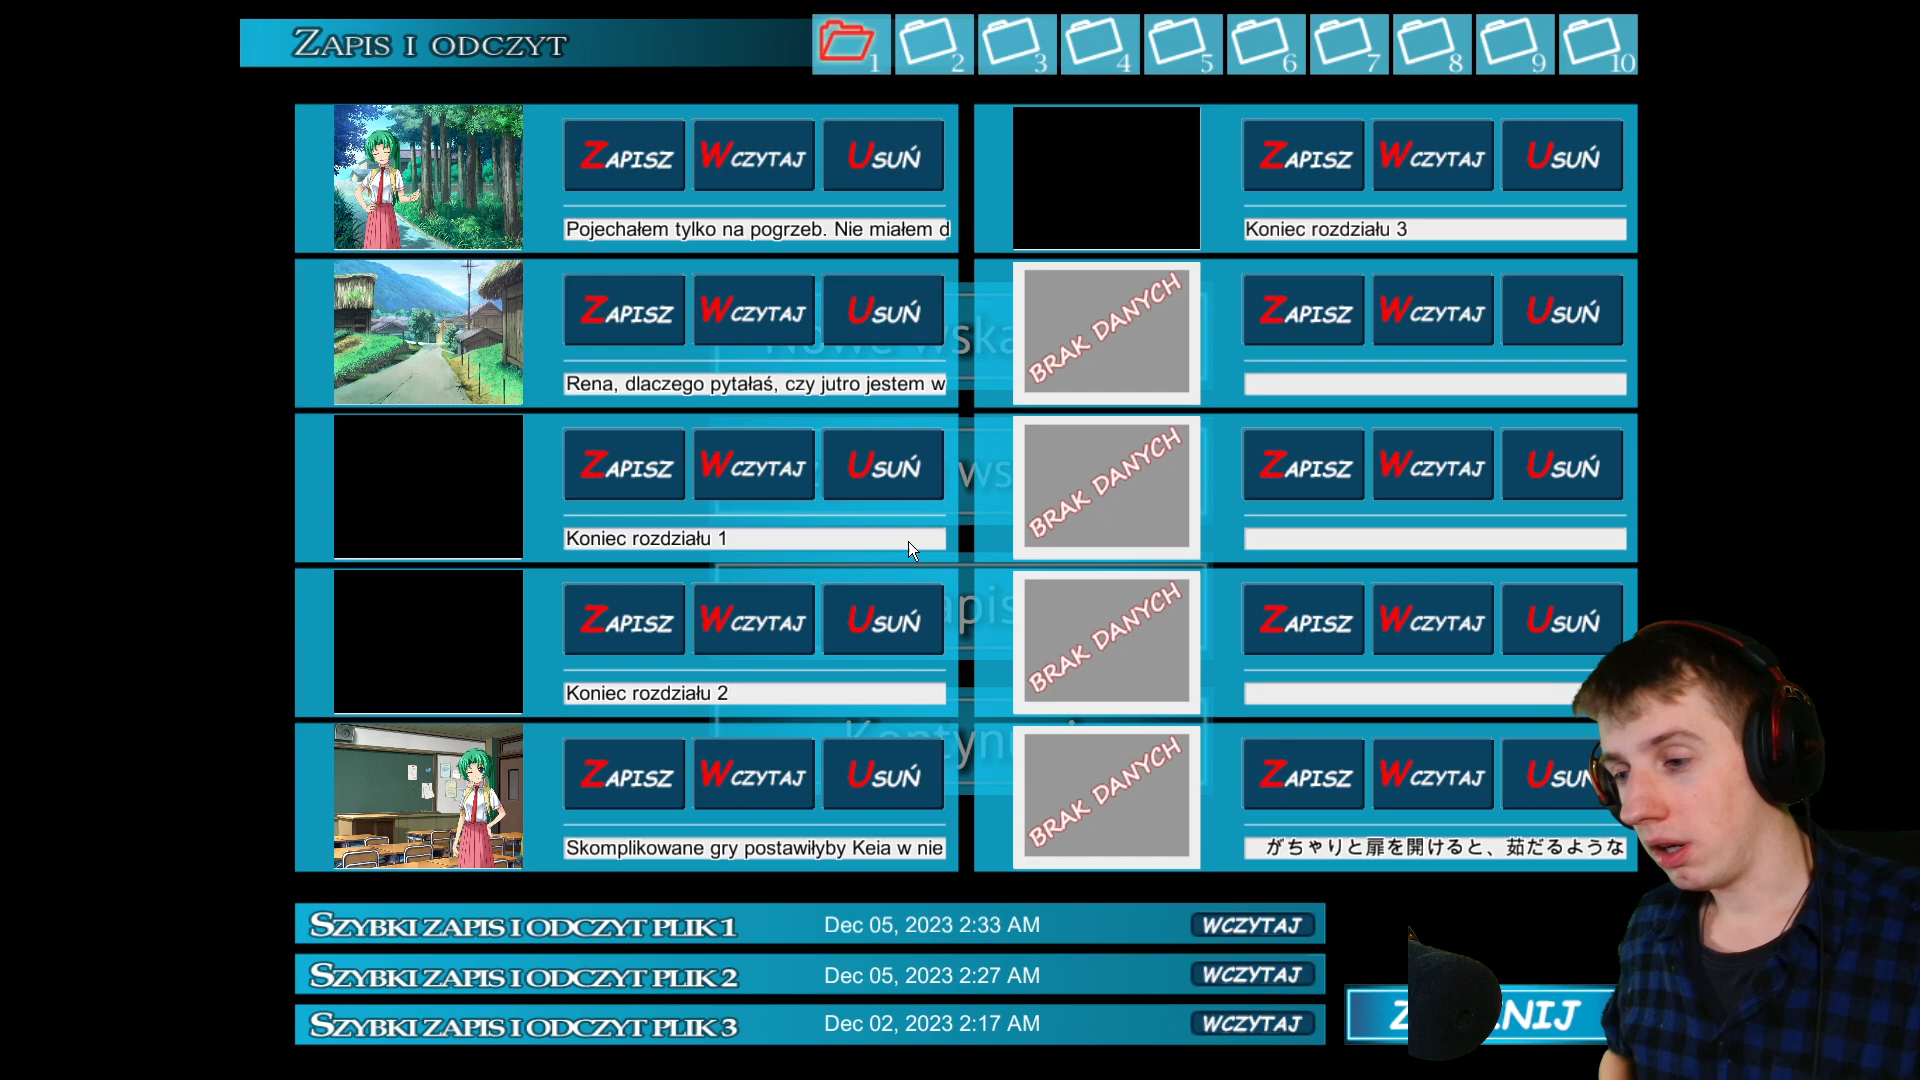 Zapis i odczyt
1 2 3 4 5 6 7 8 9 10
Zapisz Wczytaj Usuń
Pojechałem tylko na pogrzeb. Nie miałem d
Zapisz Wczytaj Usuń
Koniec rozdziału 3
Zapisz Wczytaj Usuń
Rena, dlaczego pytałaś, czy jutro jestem w
BRAK DANYCH
Zapisz Wczytaj Usuń
Zapisz Wczytaj Usuń
Koniec rozdziału 1
BRAK DANYCH
Zapisz Wczytaj Usuń
Zapisz Wczytaj Usuń
Koniec rozdziału 2
BRAK DANYCH
Zapisz Wczytaj Usuń
Zapisz Wczytaj Usuń
Skomplikowane gry postawiłyby Keia w nie
BRAK DANYCH
Zapisz Wczytaj
がちゃりと扉を開けると、茹だるような
Szybki zapis i odczyt plik 1 Dec 05, 2023 2:33 AM WCZYTAJ
Szybki zapis i odczyt plik 2 Dec 05, 2023 2:27 AM WCZYTAJ
Szybki zapis i odczyt plik 3 Dec 02, 2023 2:17 AM WCZYTAJ